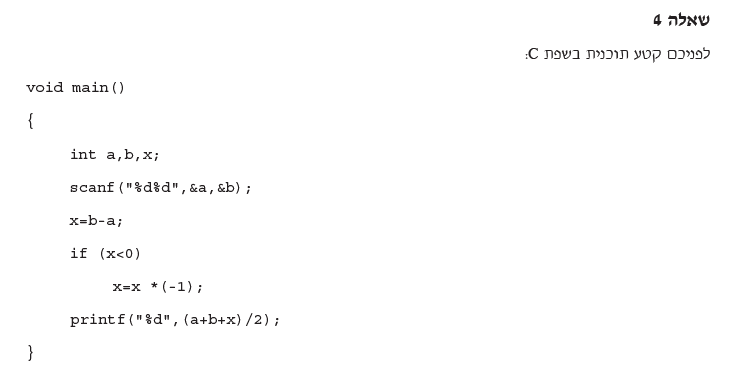 שאלה 4
לפניכם קטע תוכנית בשפת C:
void main()
{
int a,b,x;
scanf("%d%d",&a,&b);
x=b-a;
if (x<0)
x=x *(-1);
printf("%d",(a+b+x)/2);
}